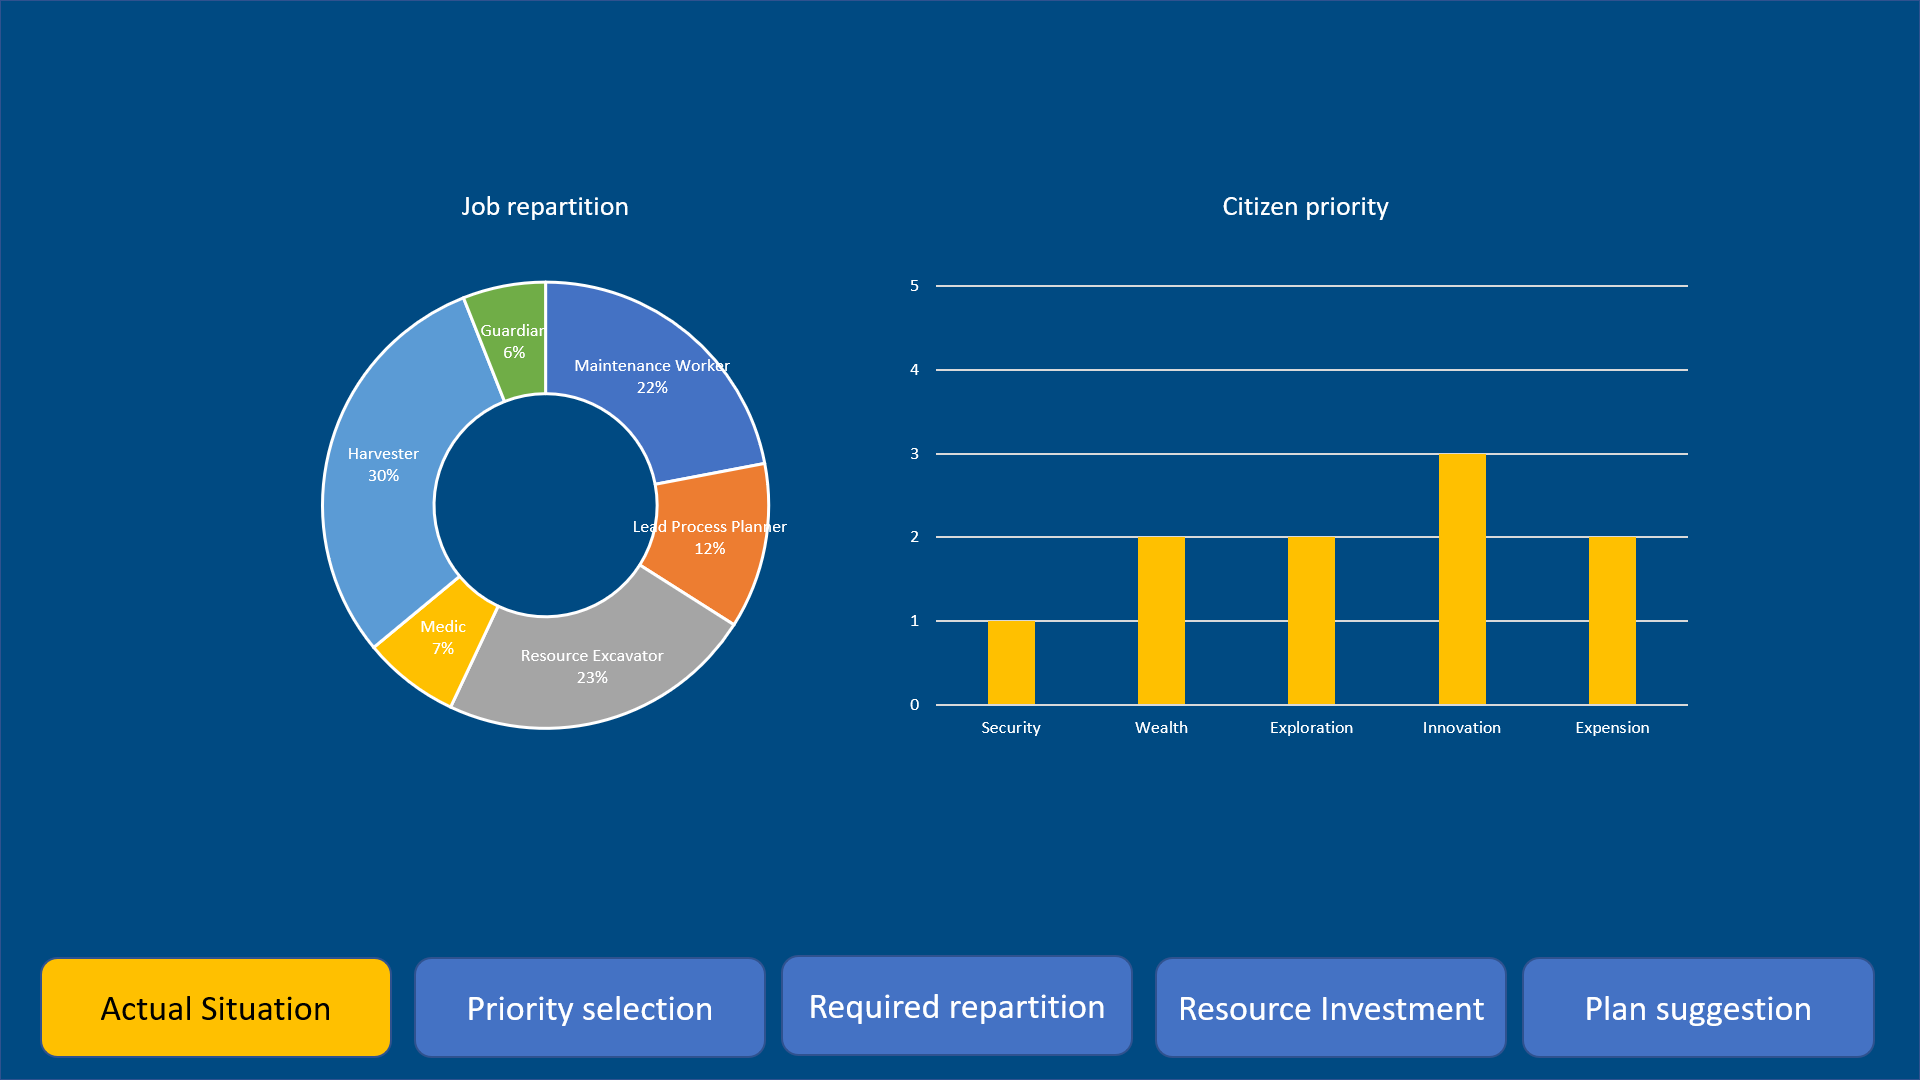 Job repartition
Guardian
6%
Maintenance Worker
22%
Harvester
30%
Lead Process Planner
12%
Medic
7%
Resource Excavator
23%
Citizen priority
5
4
3
2
1
0
Security Wealth Exploration Innovation Expension
Actual Situation
Priority selection
Required repartition
Resource Investment
Plan suggestion